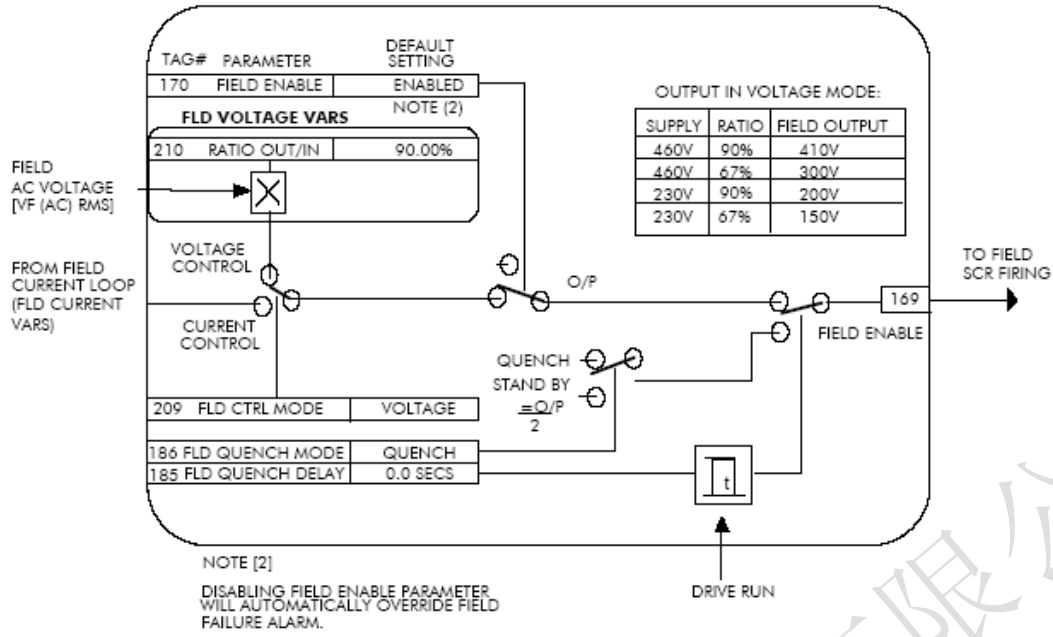 TAG# PARAMETER DEFAULT SETTING
170 FIELD ENABLE ENABLED
NOTE (2)
FLD VOLTAGE VARS
210 RATIO OUT/IN 90.00%
OUTPUT IN VOLTAGE MODE:
SUPPLY RATIO FIELD OUTPUT
460V 90% 410V
460V 67% 300V
230V 90% 200V
230V 67% 150V
FIELD
AC VOLTAGE
[VF (AC) RMS]
VOLTAGE
CONTROL
FROM FIELD
CURRENT LOOP
(FLD CURRENT
VARS)
CURRENT
CONTROL
O/P
TO FIELD
SCR FIRING
169
FIELD ENABLE
QUENCH
STAND BY
=O/P
2
209 FLD CTRL MODE VOLTAGE
186 FLD QUENCH MODE QUENCH
185 FLD QUENCH DELAY 0.0 SECS
t
DRIVE RUN
NOTE [2]
DISABLING FIELD ENABLE PARAMETER
WILL AUTOMATICALLY OVERRIDE FIELD
FAILURE ALARM.
有限公